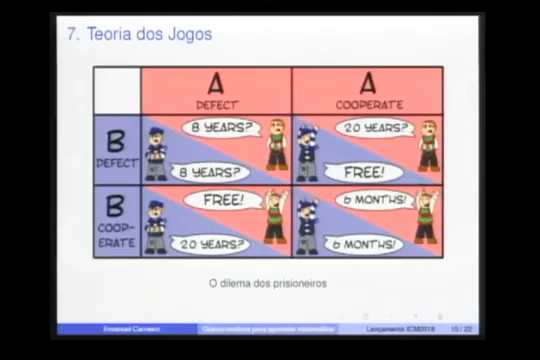 7. Teoria dos Jogos
A
DEFECT
A
COOPERATE
B
DEFECT
8 YEARS?
8 YEARS?
20 YEARS?
FREE!
B
COOP-
ERATE
FREE!
20 YEARS?
6 MONTHS!
6 MONTHS!
O dilema dos prisioneiros
Emanuel Carneiro
Lançamento ICM2018
10 / 22